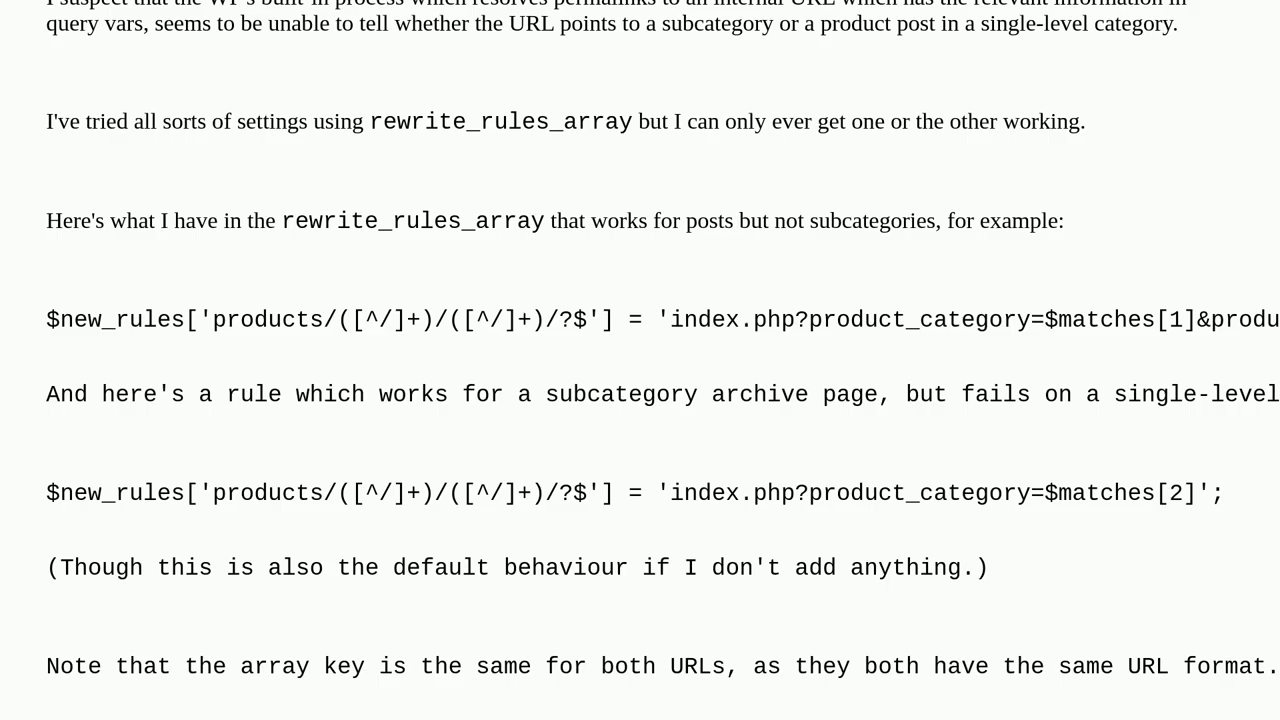 query vars, seems to be unable to tell whether the URL points to a subcategory or a product post in a single-level category.
I've tried all sorts of settings using rewrite_rules_array but I can only ever get one or the other working.
Here's what I have in the rewrite_rules_array that works for posts but not subcategories, for example:
$new_rules['products/([^/]+)/([^/]+)/?$'] = 'index.php?product_category=$matches[1]&produ
And here's a rule which works for a subcategory archive page, but fails on a single-level
$new_rules['products/([^/]+)/([^/]+)/?$'] = 'index.php?product_category=$matches[2]';
(Though this is also the default behaviour if I don't add anything.)
Note that the array key is the same for both URLs, as they both have the same URL format.